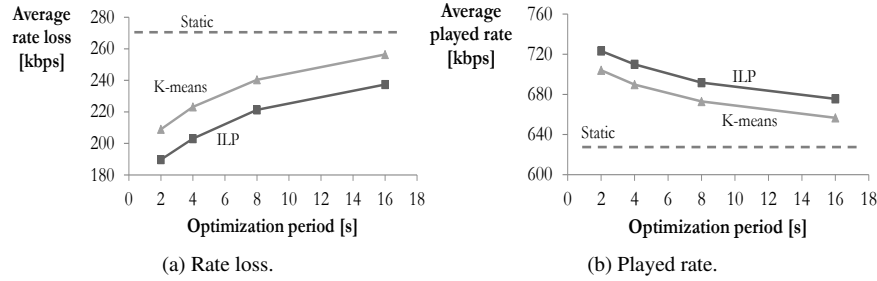 Average
rate loss
[kbps]
280
260
240
220
200
180
Static
K-means
ILP
0 2 4 6 8 10 12 14 16 18
Optimization period [s]
(a) Rate loss.
Average
played rate
[kbps]
760
720
680
640
600
ILP
K-means
Static
0 2 4 6 8 10 12 14 16 18
Optimization period [s]
(b) Played rate.